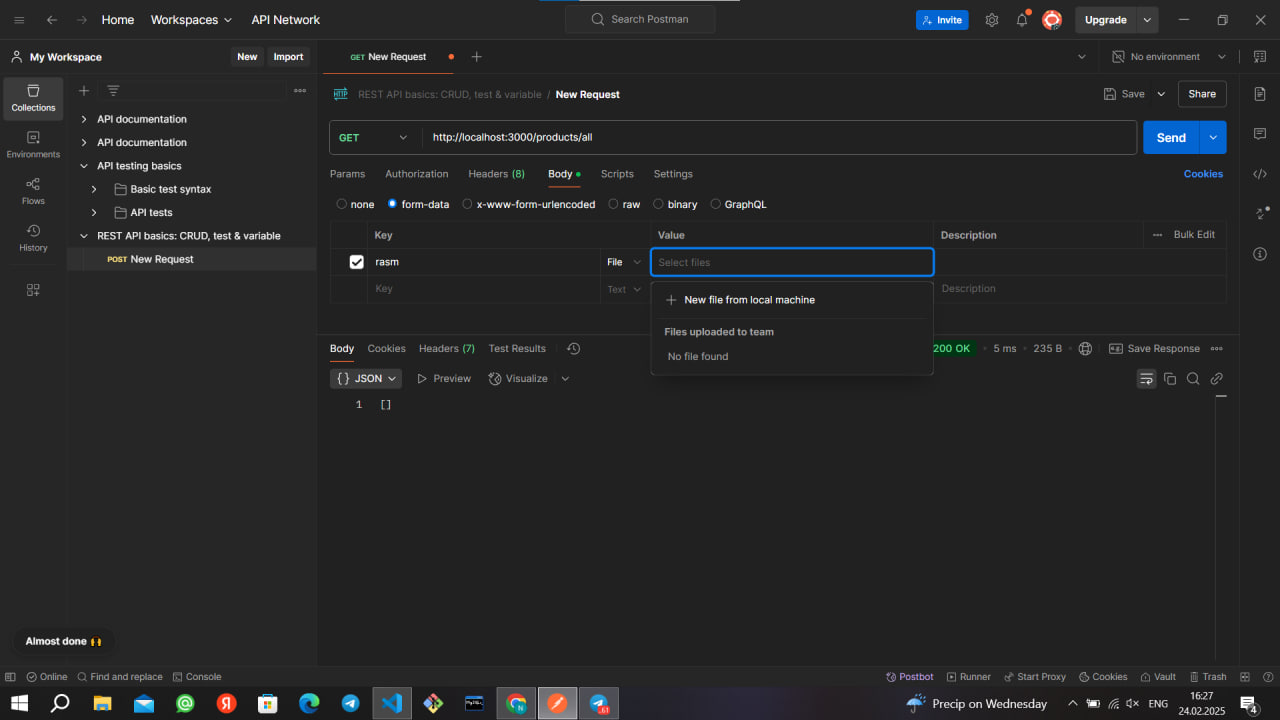 Home Workspaces API Network Search Postman Invite Upgrade
My Workspace New Import GET New Request No environment
Collections
Environments
Flows
History
API documentation
API documentation
API testing basics
Basic test syntax
API tests
REST API basics: CRUD, test & variable
POST New Request
HTTP REST API basics: CRUD, test & variable / New Request Save Share
GET http://localhost:3000/products/all Send
Params Authorization Headers (8) Body Scripts Settings Cookies
none form-data x-www-form-urlencoded raw binary GraphQL
Key Value Description Bulk Edit
rasm File Select files
Key Text Description
New file from local machine
Files uploaded to team
No file found
Body Cookies Headers (7) Test Results 200 OK • 5 ms • 235 B • Save Response
{ } JSON Preview Visualize
1 []
Almost done 🙌
Online Find and replace Console Postbot Runner Start Proxy Cookies Vault Trash
Precip on Wednesday ENG 16:27
24.02.2025
4